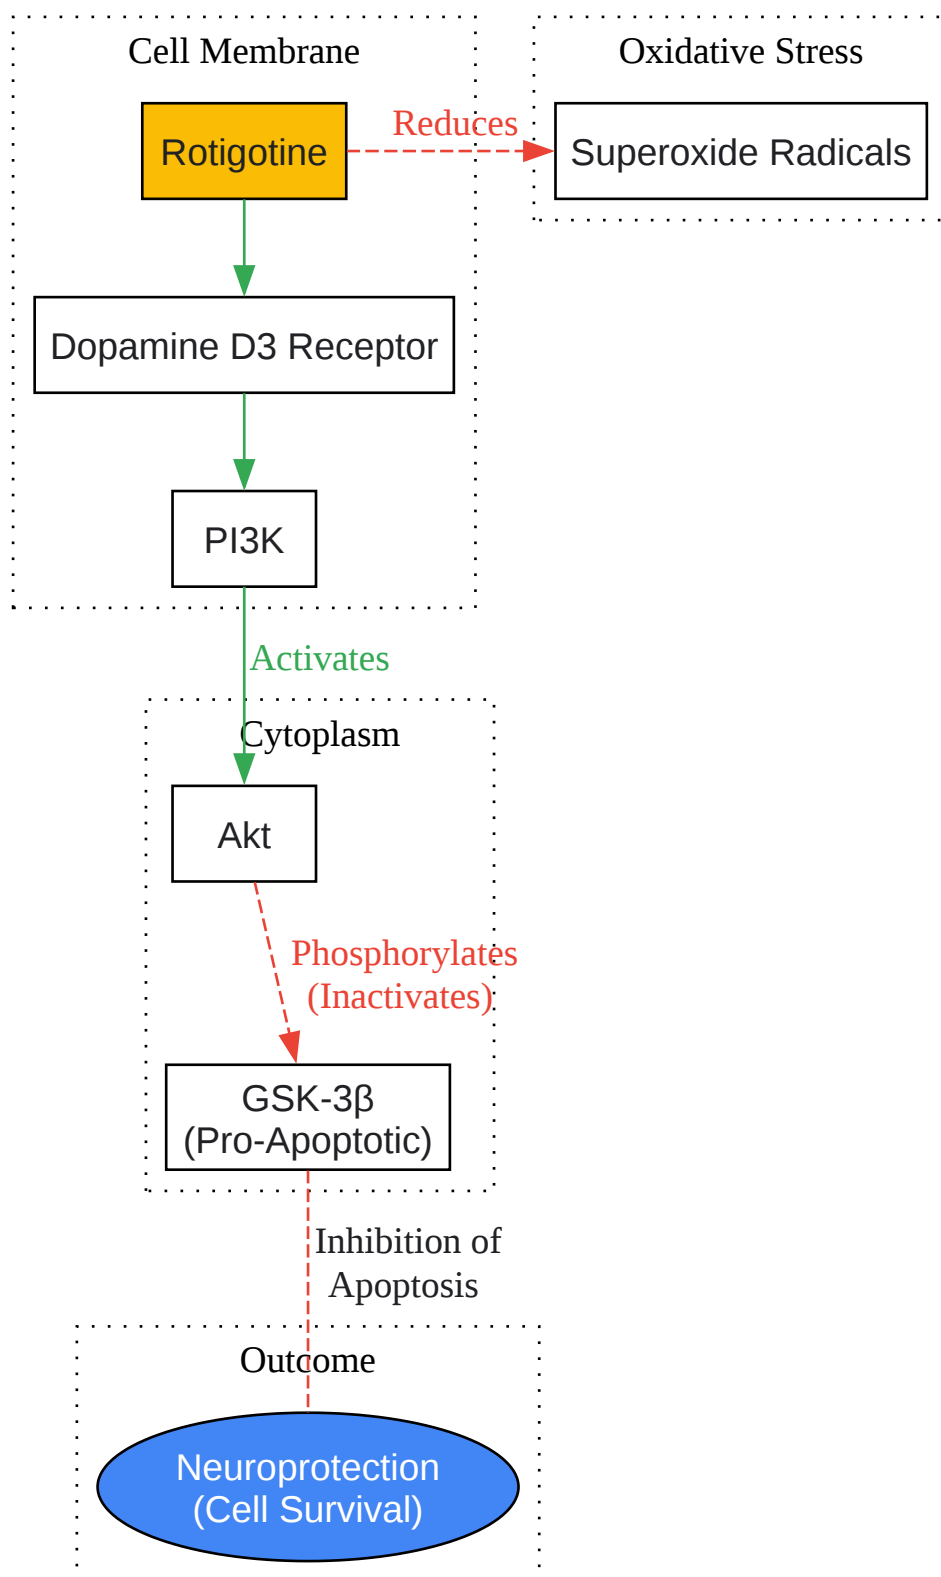 Cell Membrane
Oxidative Stress
Rotigotine
Reduces
Superoxide Radicals
Dopamine D3 Receptor
PI3K
Activates
Cytoplasm
Akt
Phosphorylates
(Inactivates)
GSK-3β
(Pro-Apoptotic)
Inhibition of
Apoptosis
Outcome
Neuroprotection
(Cell Survival)